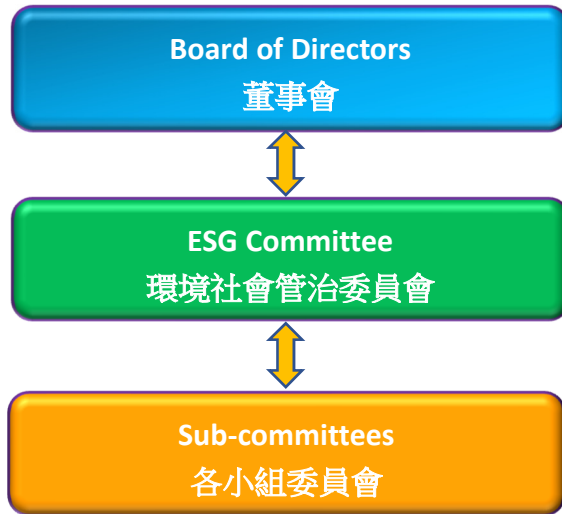 Board of Directors
董事會
ESG Committee
環境社會管治委員會
Sub-committees
各小組委員會